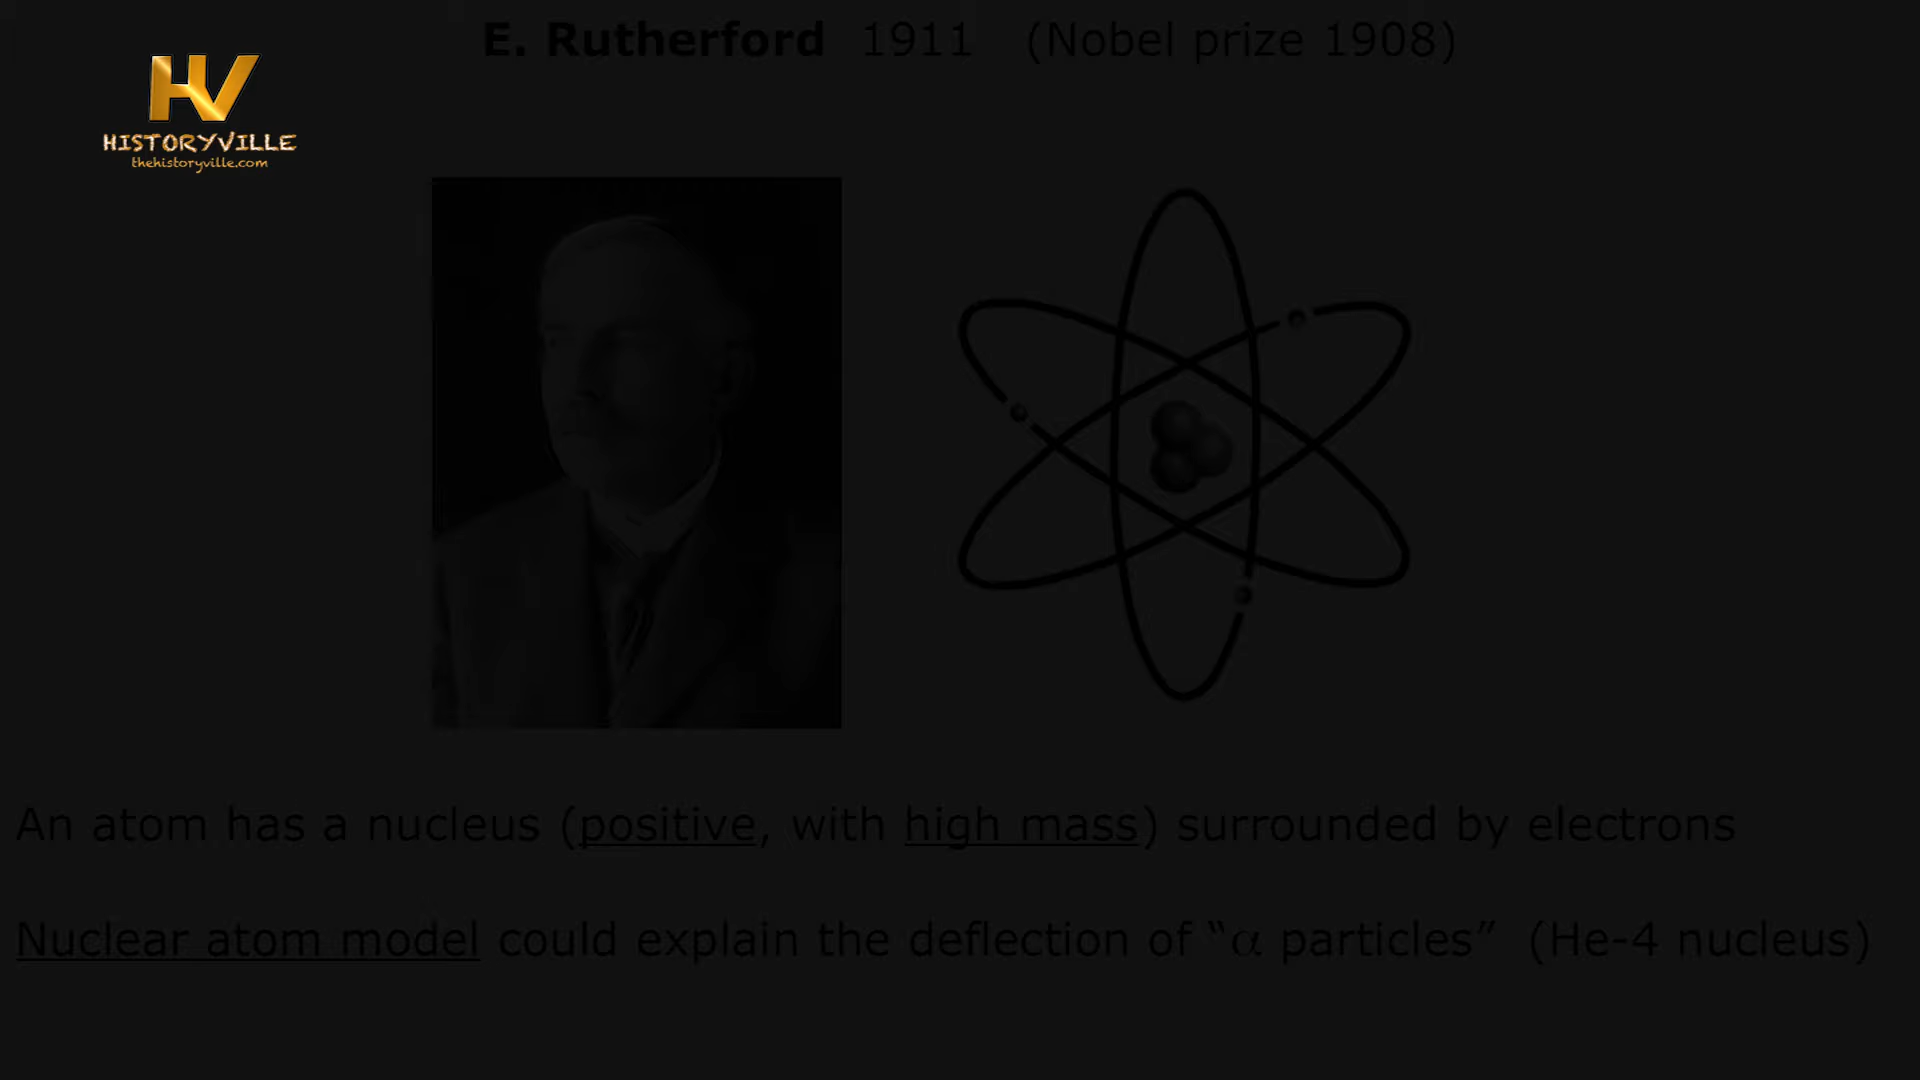 E. Rutherford 1911 (Nobel prize 1908)
HV
HISTORYVILLE
thehistoryville.com
An atom has a nucleus (positive, with high mass) surrounded by electrons
Nuclear atom model could explain the deflection of “α particles” (He-4 nucleus)